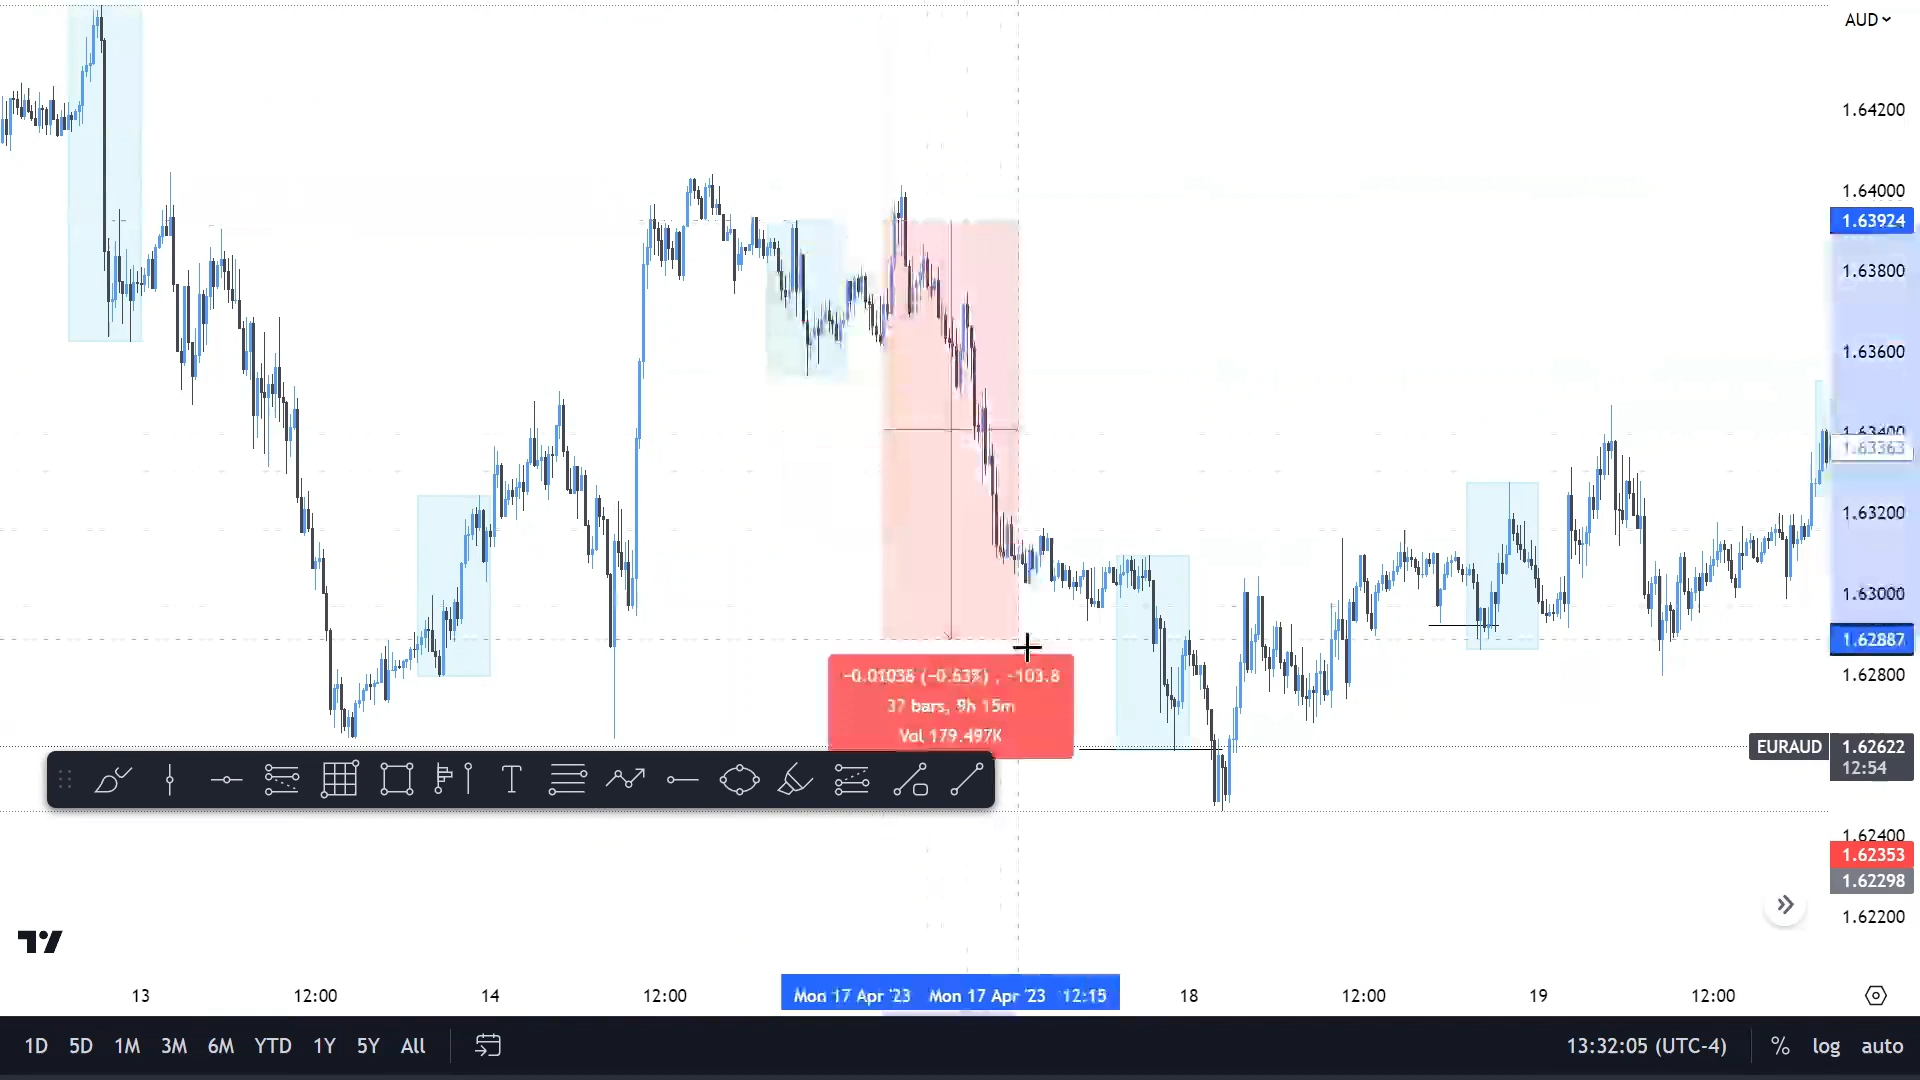 AUD
1.64200
1.64000
1.63924
1.63800
1.63600
1.63400
1.63363
1.63200
1.63000
1.62887
1.62800
−0.01038 (−0.63%) , −103.8
37 bars, 9h 15m
Vol 179.497K
EURAUD
1.62622
12:54
1.62400
1.62353
1.62298
1.62200
13
12:00
14
12:00
Mon 17 Apr '23
Mon 17 Apr '23 12:15
18
12:00
19
12:00
1D 5D 1M 3M 6M YTD 1Y 5Y All
13:32:05 (UTC-4)
% log auto